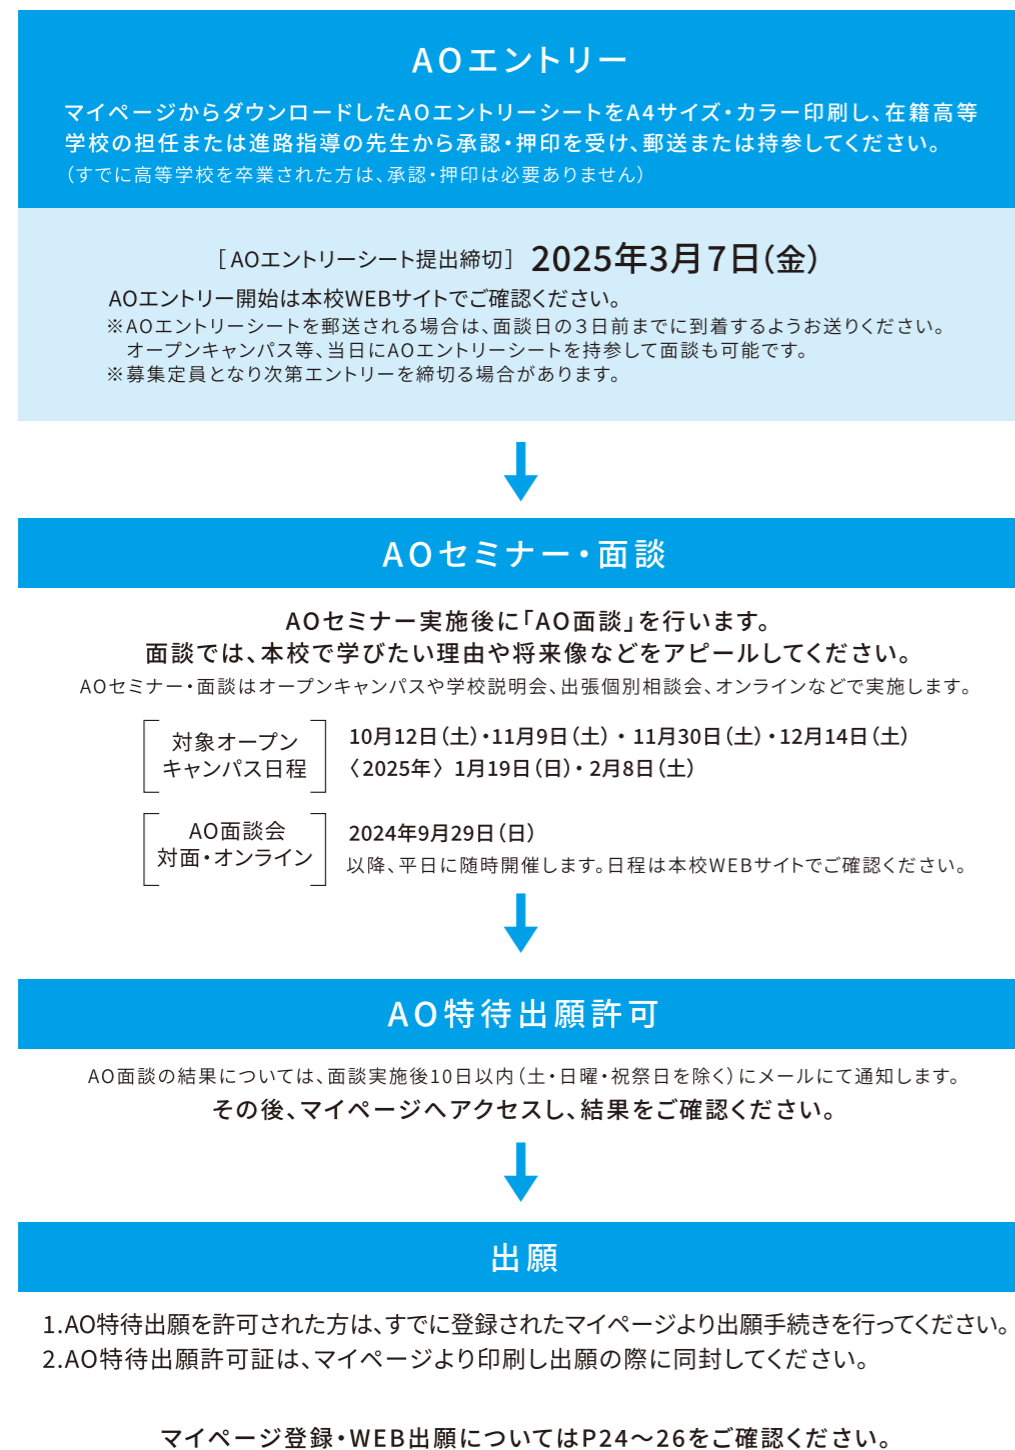 AOエントリー
マイページからダウンロードしたAOエントリーシートをA4サイズ・カラー印刷し、在籍高等
学校の担任または進路指導の先生から承認・押印を受け、郵送または持参してください。
（すでに高等学校を卒業された方は、承認・押印は必要ありません）
［AOエントリーシート提出締切］ 2025年3月7日（金）
AOエントリー開始は本校WEBサイトでご確認ください。
※AOエントリーシートを郵送される場合は、面談日の３日前までに到着するようお送りください。
オープンキャンパス等、当日にAOエントリーシートを持参して面談も可能です。
※募集定員となり次第エントリーを締切る場合があります。
AOセミナー・面談
AOセミナー実施後に「AO面談」を行います。
面談では、本校で学びたい理由や将来像などをアピールしてください。
AOセミナー・面談はオープンキャンパスや学校説明会、出張個別相談会、オンラインなどで実施します。
対象オープン
キャンパス日程
10月12日（土）・11月9日（土）・11月30日（土）・12月14日（土）
〈2025年〉1月19日（日）・2月8日（土）
AO面談会
対面・オンライン
2024年9月29日（日）
以降、平日に随時開催します。日程は本校WEBサイトでご確認ください。
AO特待出願許可
AO面談の結果については、面談実施後10日以内（土・日曜・祝祭日を除く）にメールにて通知します。
その後、マイページへアクセスし、結果をご確認ください。
出願
1.AO特待出願を許可された方は、すでに登録されたマイページより出願手続きを行ってください。
2.AO特待出願許可証は、マイページより印刷し出願の際に同封してください。
マイページ登録・WEB出願についてはP24～26をご確認ください。